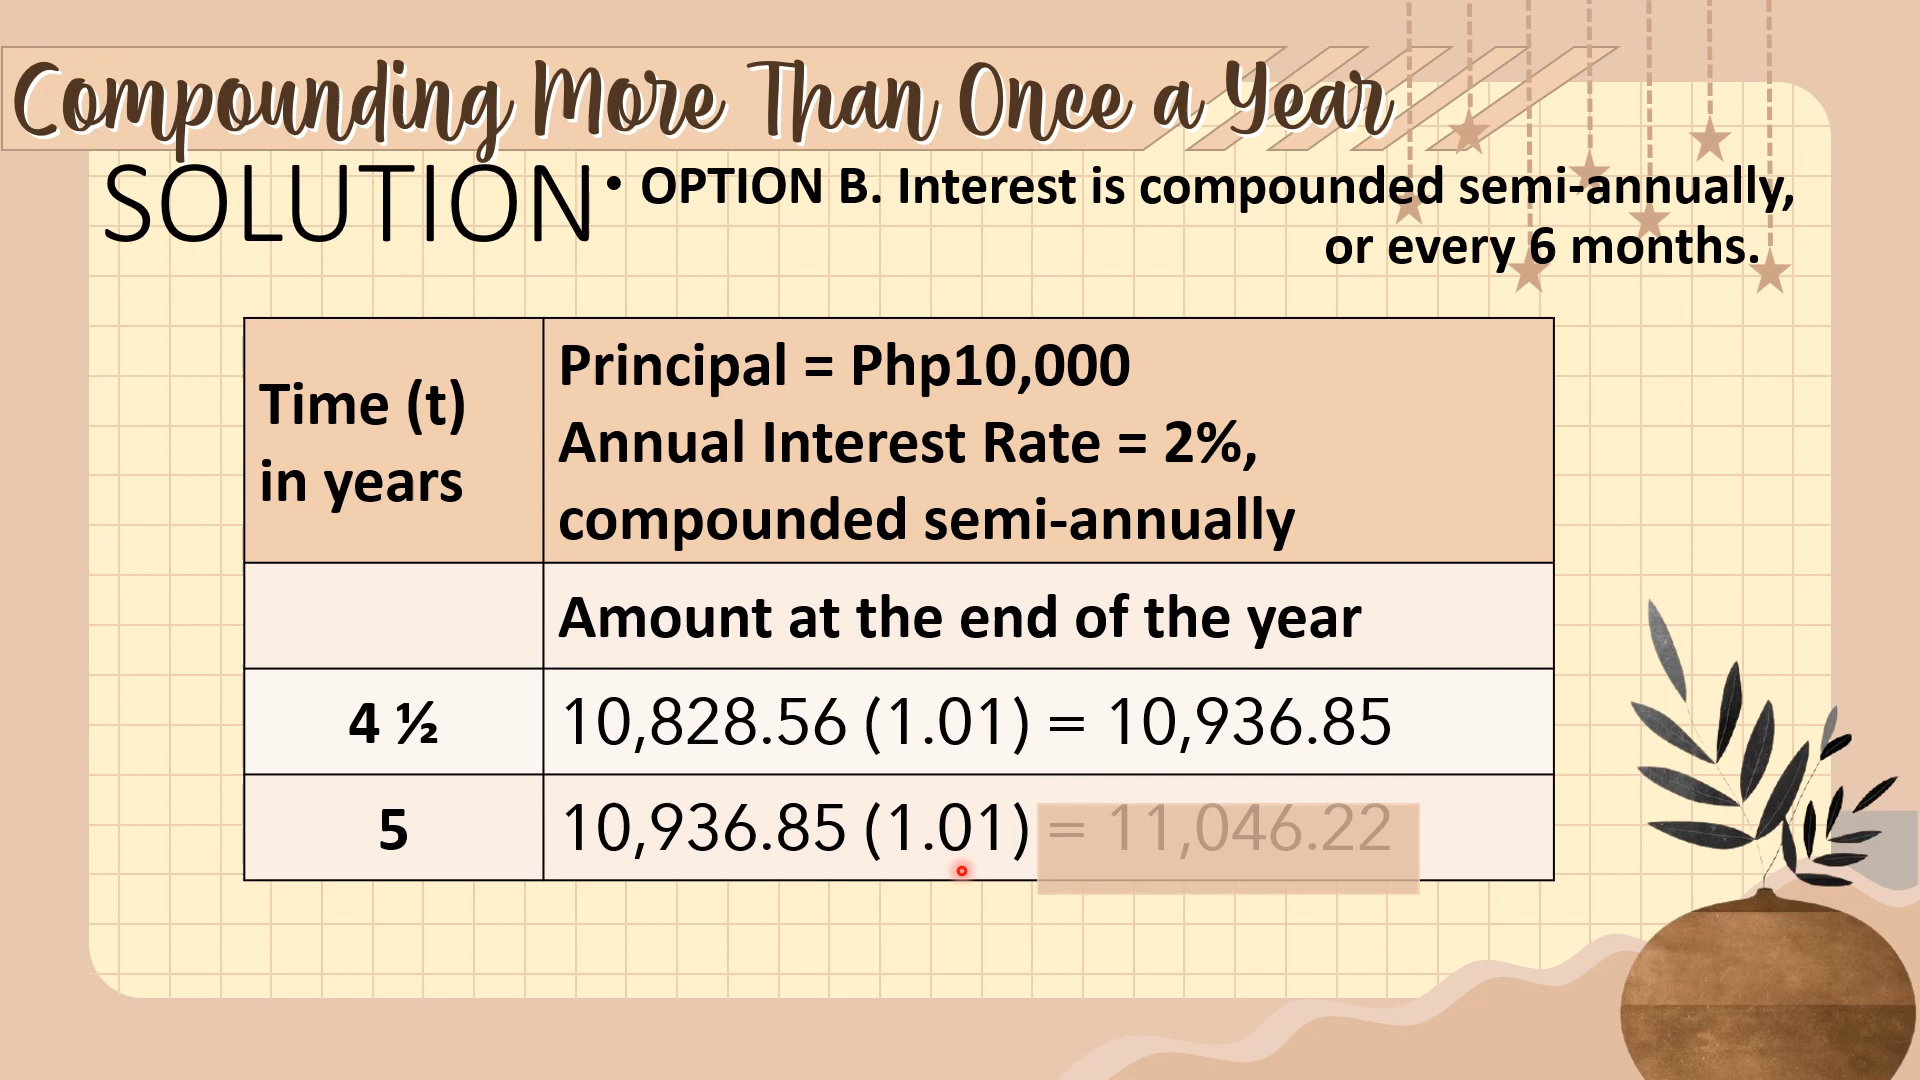 Compounding More Than Once a Year
SOLUTION
• OPTION B. Interest is compounded semi-annually,
or every 6 months.
Time (t)
in years
Principal = Php10,000
Annual Interest Rate = 2%,
compounded semi-annually
Amount at the end of the year
4 ½
10,828.56 (1.01) = 10,936.85
5
10,936.85 (1.01) = 11,046.22